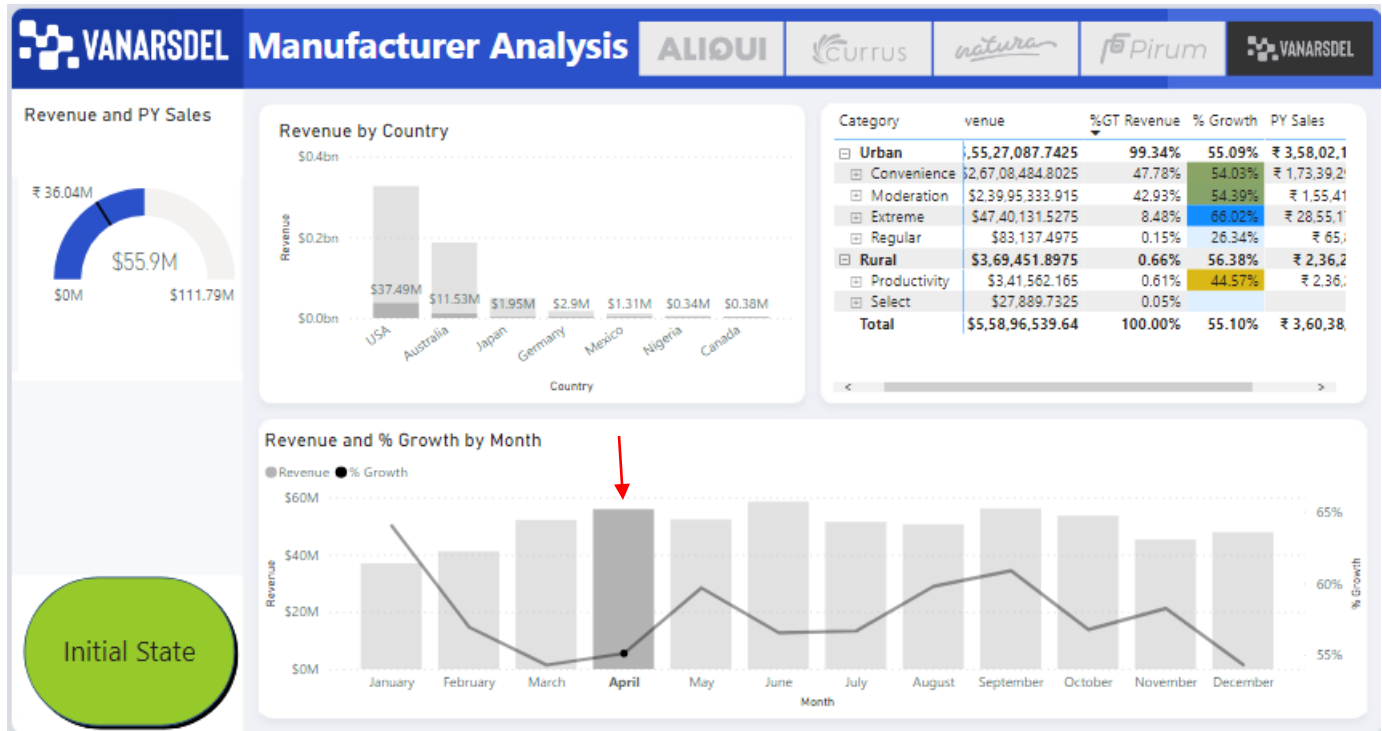 VANARSDEL Manufacturer Analysis ALIQUI currus natura Pirum VANARSDEL
Revenue and PY Sales
₹ 36.04M
$55.9M
$0M $111.79M
Revenue by Country
$0.4bn
$0.2bn
$0.0bn
Revenue
$37.49M $11.53M $1.95M $2.9M $1.31M $0.34M $0.38M
USA Australia Japan Germany Mexico Nigeria Canada
Country
Category venue %GT Revenue % Growth PY Sales
Urban ,55,27,087.7425 99.34% 55.09% ₹ 3,58,02,1
Convenience $2,67,08,484.8025 47.78% 54.03% ₹ 1,73,39,29
Moderation $2,39,95,333.915 42.93% 54.39% ₹ 1,55,41
Extreme $47,40,131.5275 8.48% 66.02% ₹ 28,55,1
Regular $83,137.4975 0.15% 26.34% ₹ 65,
Rural $3,69,451.8975 0.66% 56.38% ₹ 2,36,2
Productivity $3,41,562.165 0.61% 44.57% ₹ 2,36,
Select $27,889.7325 0.05%
Total $5,58,96,539.64 100.00% 55.10% ₹ 3,60,38,
Revenue and % Growth by Month
Revenue % Growth
$60M
$40M
$20M
$0M
Revenue
65%
60%
55%
% Growth
January February March April May June July August September October November December
Month
Initial State